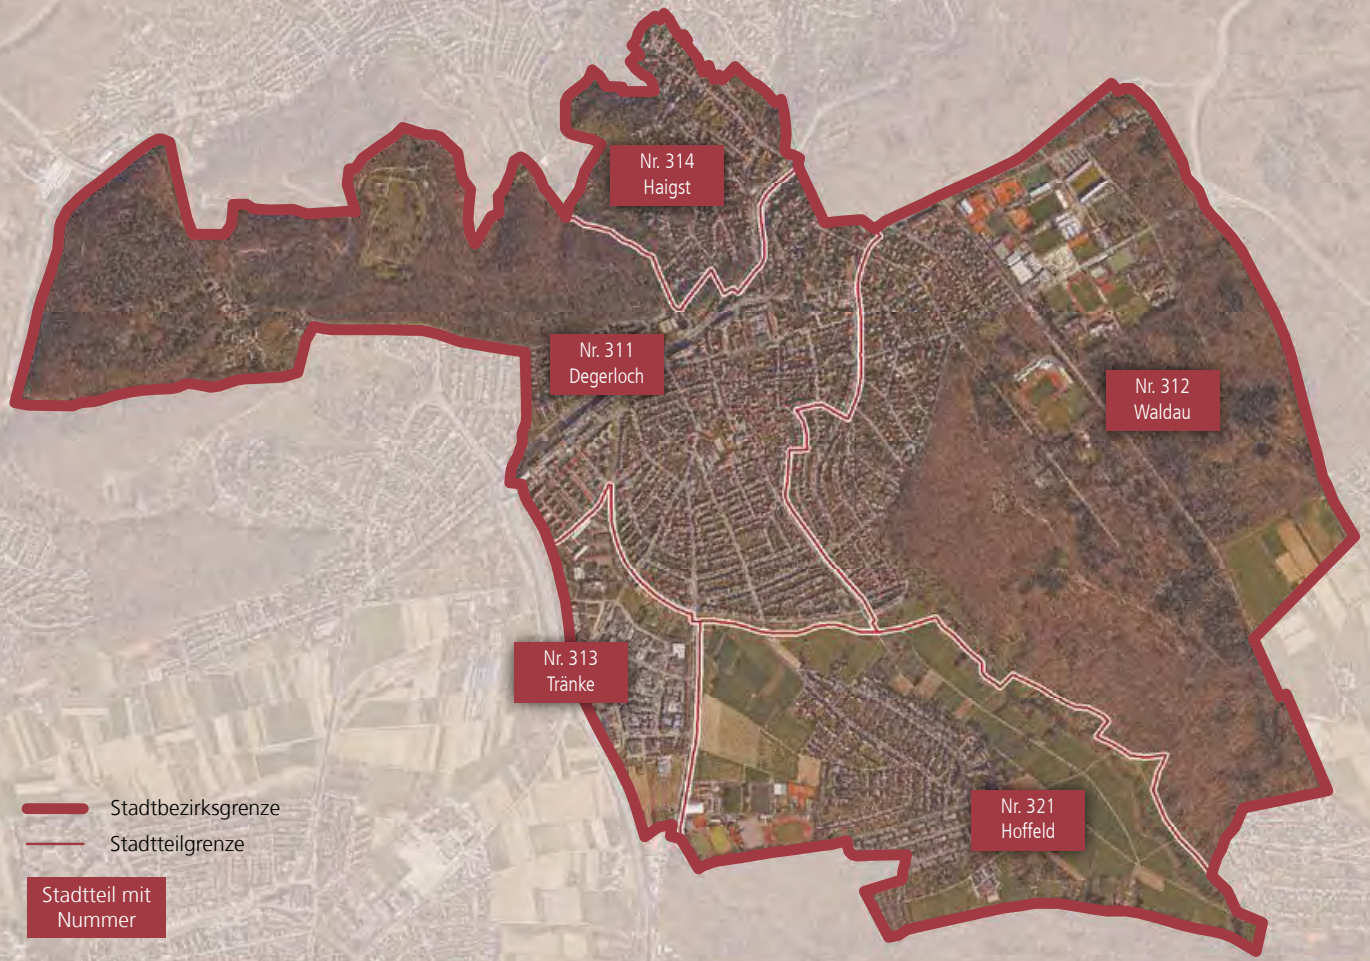 Nr. 314
Haigst
Nr. 311
Degerloch
Nr. 312
Waldau
Nr. 313
Tränke
Nr. 321
Hoffeld
Stadtbezirksgrenze
Stadtteilgrenze
Stadtteil mit
Nummer